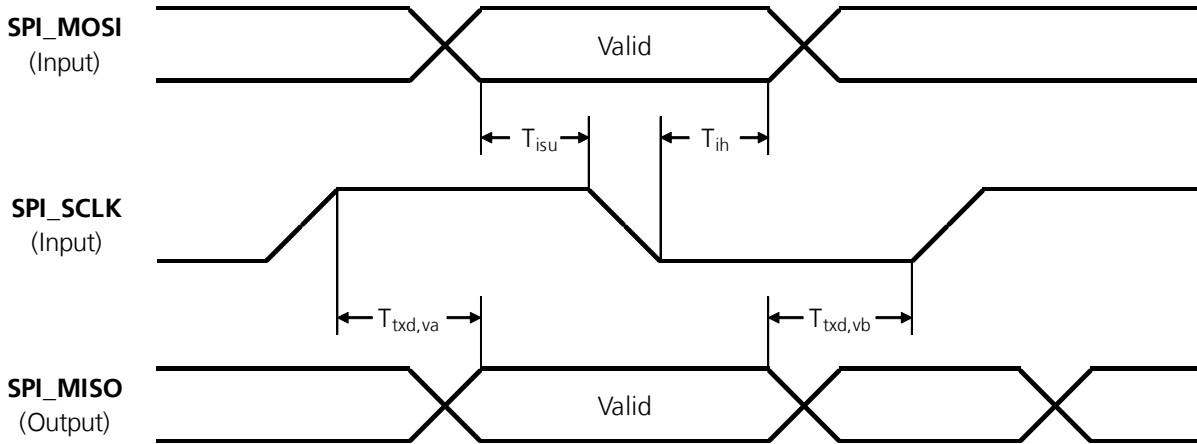 SPI_MOSI
(Input)
Valid
T_isu
T_ih
SPI_SCLK
(Input)
T_txd,va
T_txd,vb
SPI_MISO
(Output)
Valid